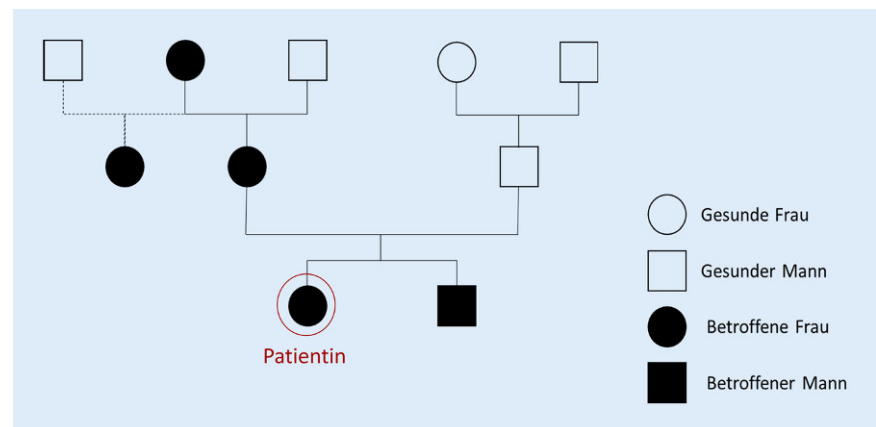 Gesunde Frau
Gesunder Mann
Betroffene Frau
Patientin
Betroffener Mann